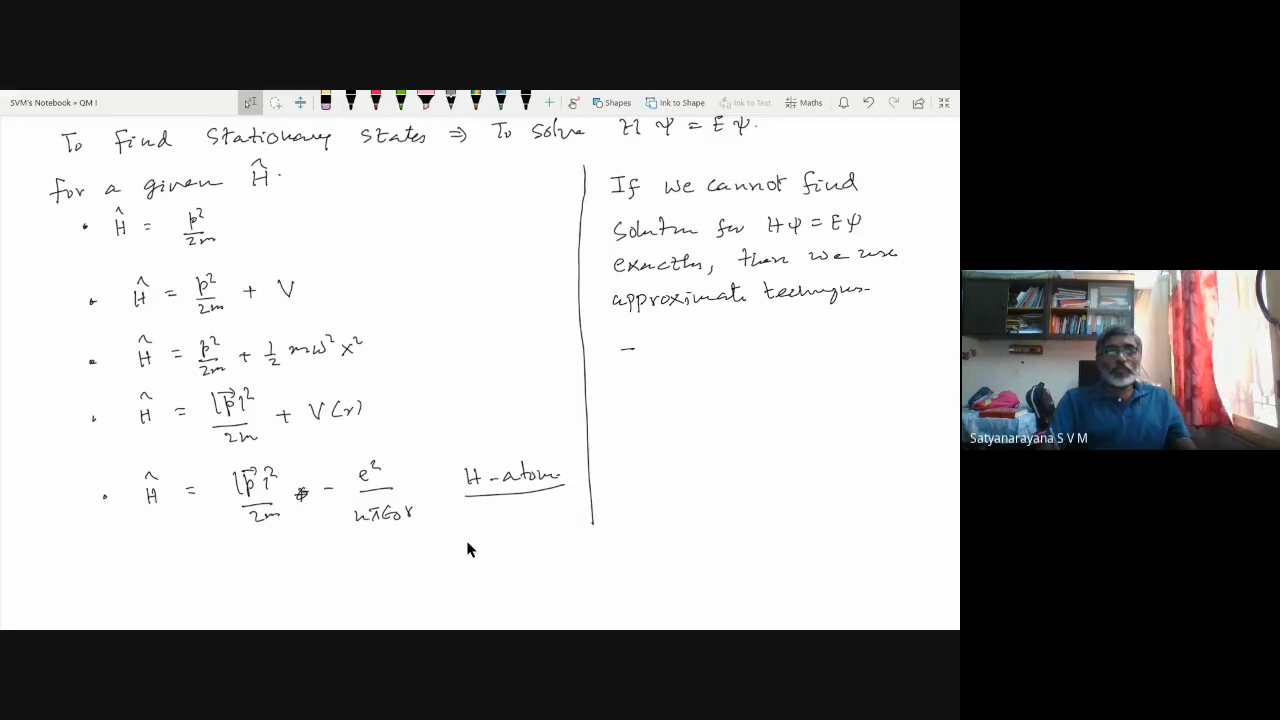 SVM's Notebook » QM I
Shapes
Ink to Shape
Ink to Text
Maths
To find stationary states ⇒ To solve H ψ = E ψ.
for a given Ĥ.
• Ĥ = p²/2m
• Ĥ = p²/2m + V
• Ĥ = p²/2m + 1/2 mω² x²
• Ĥ = |p⃗|²/2m + V(r)
• Ĥ = |p⃗|²/2m - e²/4πε₀r H-atom
If we cannot find
solution for Hψ = Eψ
exactly, then we use
approximate techniques.
–
Satyanarayana S V M